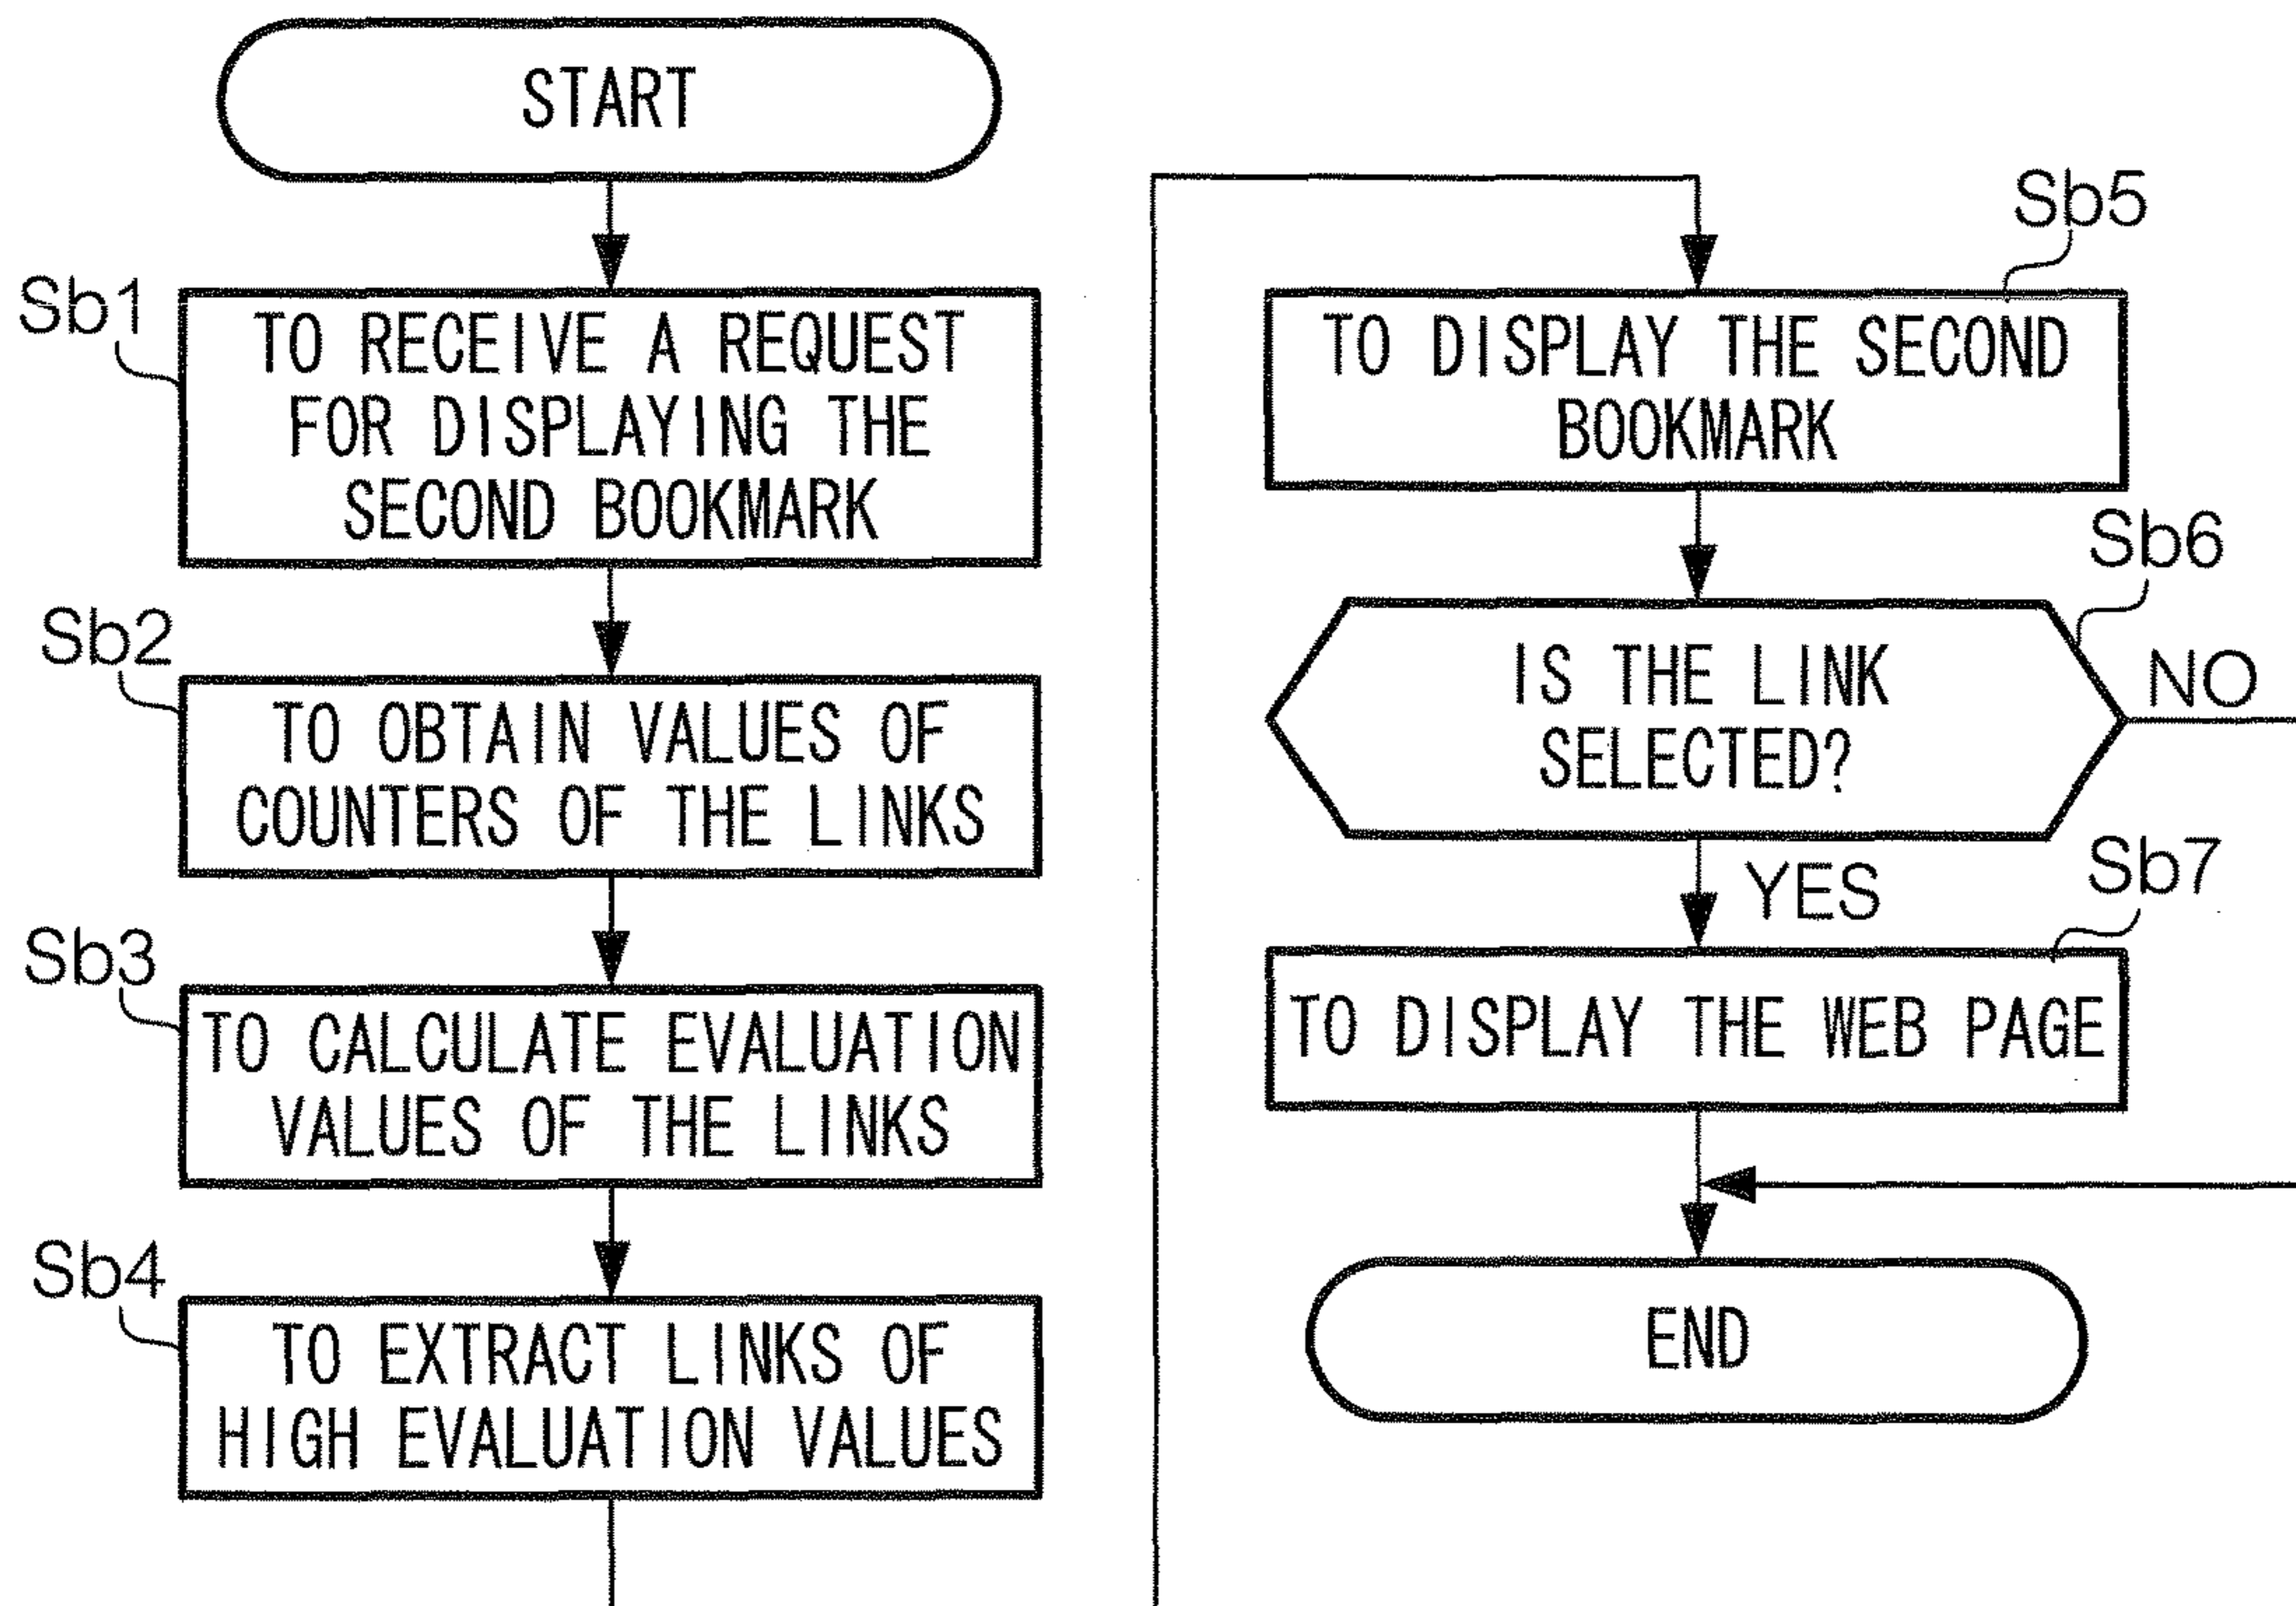 START
Sb1
TO RECEIVE A REQUEST
FOR DISPLAYING THE
SECOND BOOKMARK
Sb2
TO OBTAIN VALUES OF
COUNTERS OF THE LINKS
Sb3
TO CALCULATE EVALUATION
VALUES OF THE LINKS
Sb4
TO EXTRACT LINKS OF
HIGH EVALUATION VALUES
Sb5
TO DISPLAY THE SECOND
BOOKMARK
Sb6
IS THE LINK
SELECTED?
NO
YES
Sb7
TO DISPLAY THE WEB PAGE
END